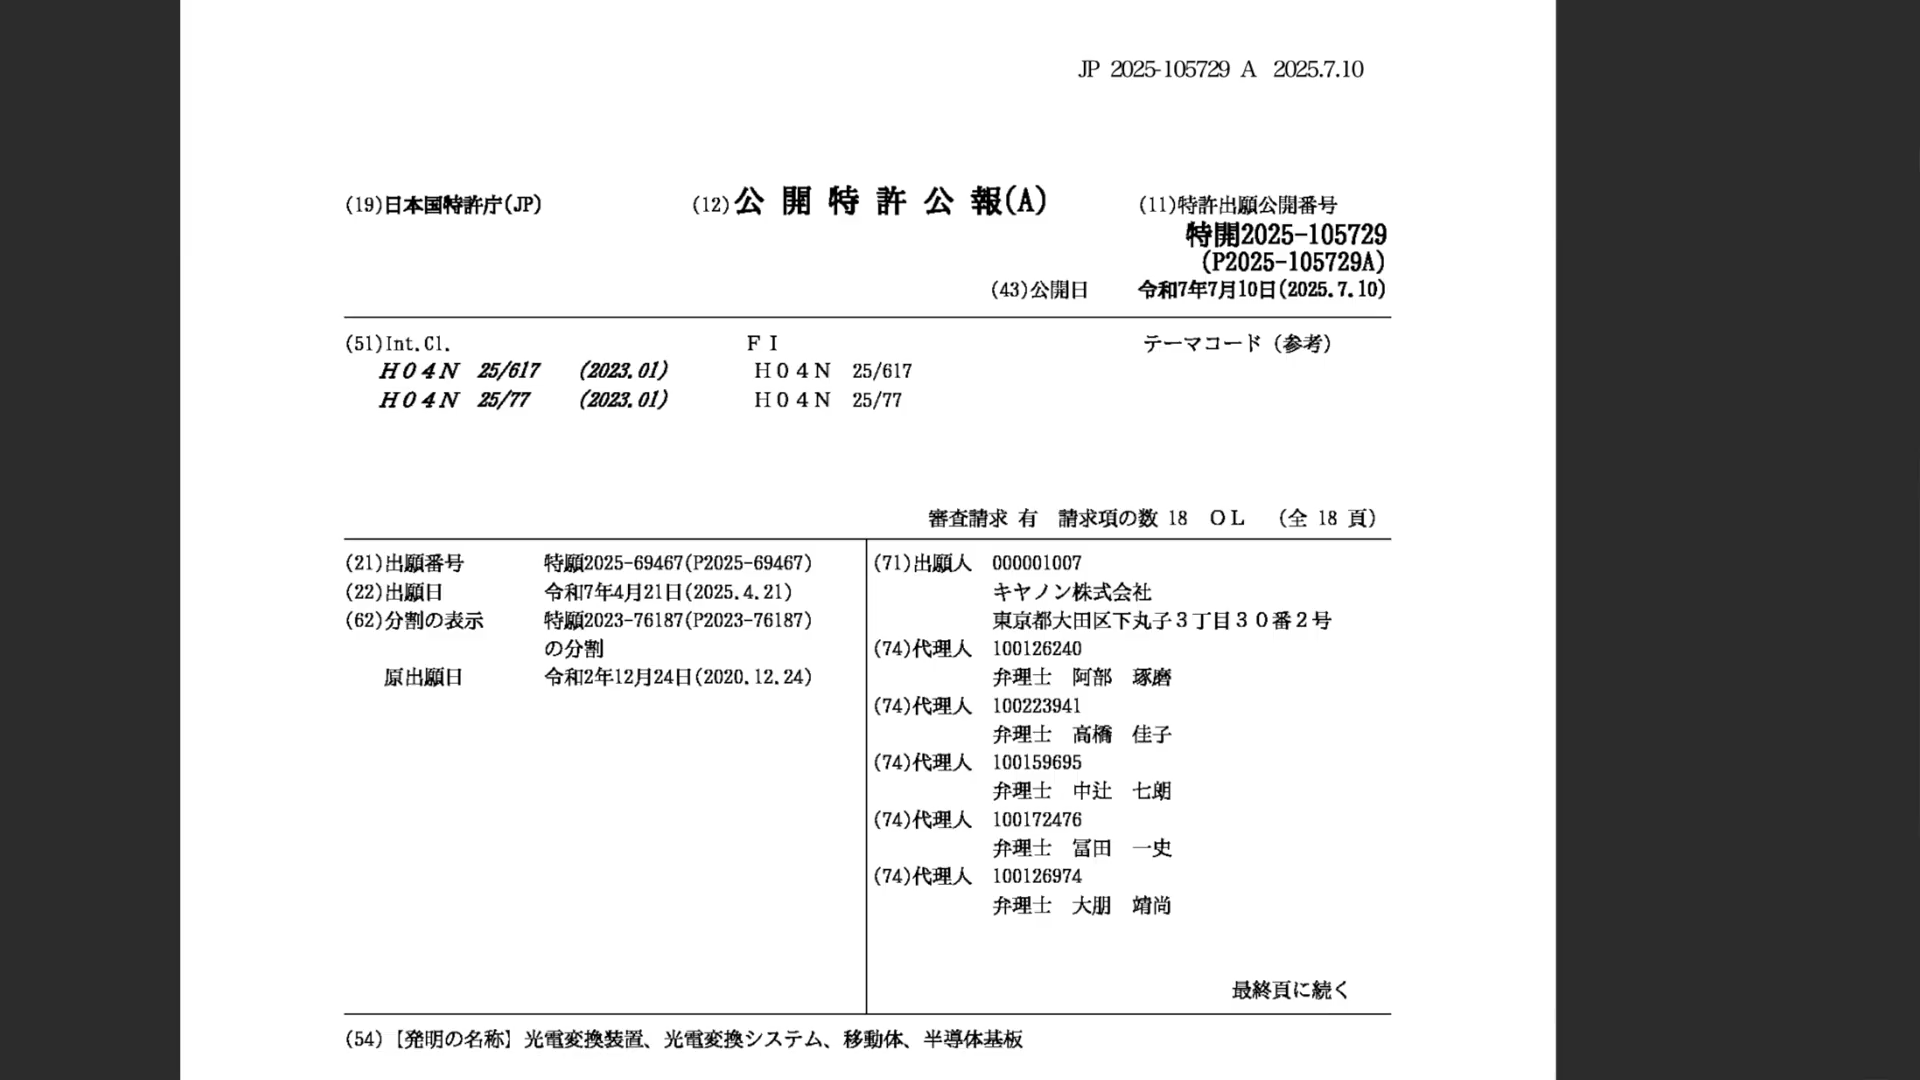 JP 2025-105729 A 2025.7.10
(19)日本国特許庁(JP) (12)公開特許公報(A) (11)特許出願公開番号
特開2025-105729
(P2025-105729A)
(43)公開日 令和7年7月10日(2025.7.10)
(51)Int.Cl. ＦＩ テーマコード（参考）
Ｈ０４Ｎ 25/617 (2023.01) Ｈ０４Ｎ 25/617
Ｈ０４Ｎ 25/77 (2023.01) Ｈ０４Ｎ 25/77
審査請求 有 請求項の数 18 ＯＬ （全 18 頁）
(21)出願番号 特願2025-69467(P2025-69467)
(22)出願日 令和7年4月21日(2025.4.21)
(62)分割の表示 特願2023-76187(P2023-76187)
の分割
原出願日 令和2年12月24日(2020.12.24)
(71)出願人 000001007
キヤノン株式会社
東京都大田区下丸子３丁目３０番２号
(74)代理人 100126240
弁理士 阿部 琢磨
(74)代理人 100223941
弁理士 高橋 佳子
(74)代理人 100159695
弁理士 中辻 七朗
(74)代理人 100172476
弁理士 冨田 一史
(74)代理人 100126974
弁理士 大朋 靖尚
最終頁に続く
(54)【発明の名称】光電変換装置、光電変換システム、移動体、半導体基板